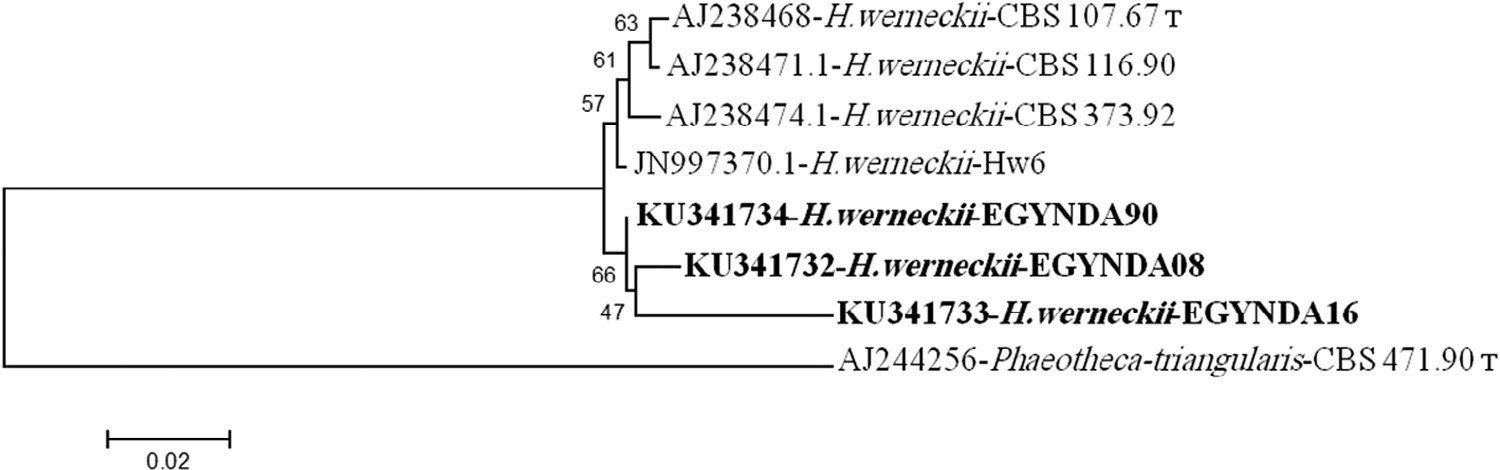 63
AJ238468-H.werneckii-CBS 107.67 T
61
AJ238471.1-H.werneckii-CBS 116.90
57
AJ238474.1-H.werneckii-CBS 373.92
JN997370.1-H.werneckii-Hw6
KU341734-H.werneckii-EGYNDA90
66
KU341732-H.werneckii-EGYNDA08
47
KU341733-H.werneckii-EGYNDA16
AJ244256-Phaeotheca-triangularis-CBS 471.90 T
0.02